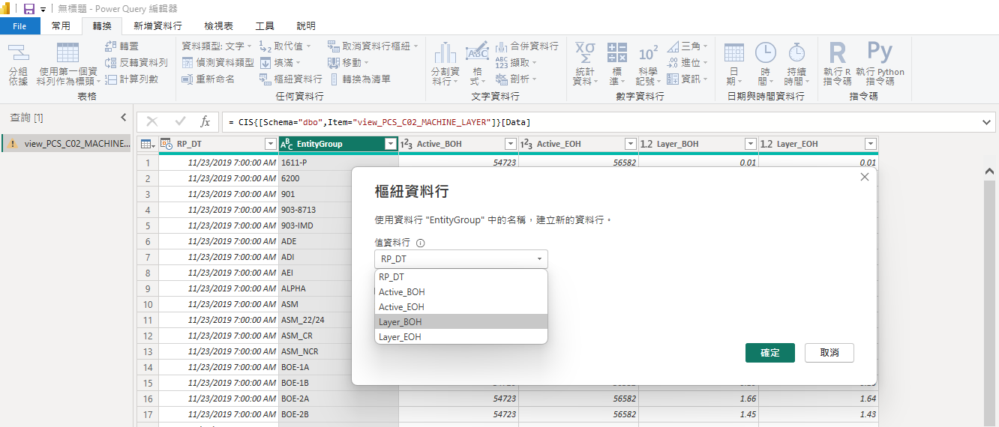 無標題 - Power Query 編輯器
File 常用 轉換 新增資料行 檢視表 工具 說明
分組依據
使用第一個資料列作為標頭
轉置
反轉資料列
計算列數
表格
資料類型: 文字
偵測資料類型
重新命名
取代值
填滿
樞紐資料行
取消資料行樞紐
移動
轉換為清單
任何資料行
分割資料行
格式
合併資料行
擷取
剖析
文字資料行
統計資料
標準
科學記號
三角
進位
資訊
數字資料行
日期
時間
持續時間
日期與時間資料行
執行 R 指令碼
執行 Python 指令碼
指令碼
查詢 [1]
view_PCS_C02_MACHINE...
= CIS{[Schema="dbo",Item="view_PCS_C02_MACHINE_LAYER"]}[Data]
RP_DT EntityGroup Active_BOH Active_EOH Layer_BOH Layer_EOH
1 11/23/2019 7:00:00 AM 1611-P 54723 56582 0.01 0.01
2 11/23/2019 7:00:00 AM 6200
3 11/23/2019 7:00:00 AM 901
4 11/23/2019 7:00:00 AM 903-8713
5 11/23/2019 7:00:00 AM 903-IMD
6 11/23/2019 7:00:00 AM ADE
7 11/23/2019 7:00:00 AM ADI
8 11/23/2019 7:00:00 AM AEI
9 11/23/2019 7:00:00 AM ALPHA
10 11/23/2019 7:00:00 AM ASM
11 11/23/2019 7:00:00 AM ASM_22/24
12 11/23/2019 7:00:00 AM ASM_CR
13 11/23/2019 7:00:00 AM ASM_NCR
14 11/23/2019 7:00:00 AM BOE-1A
15 11/23/2019 7:00:00 AM BOE-1B
16 11/23/2019 7:00:00 AM BOE-2A 54723 56582 1.66 1.64
17 11/23/2019 7:00:00 AM BOE-2B 54723 56582 1.45 1.43
樞紐資料行
使用資料行 "EntityGroup" 中的名稱，建立新的資料行。
值資料行
RP_DT
RP_DT
Active_BOH
Active_EOH
Layer_BOH
Layer_EOH
確定 取消